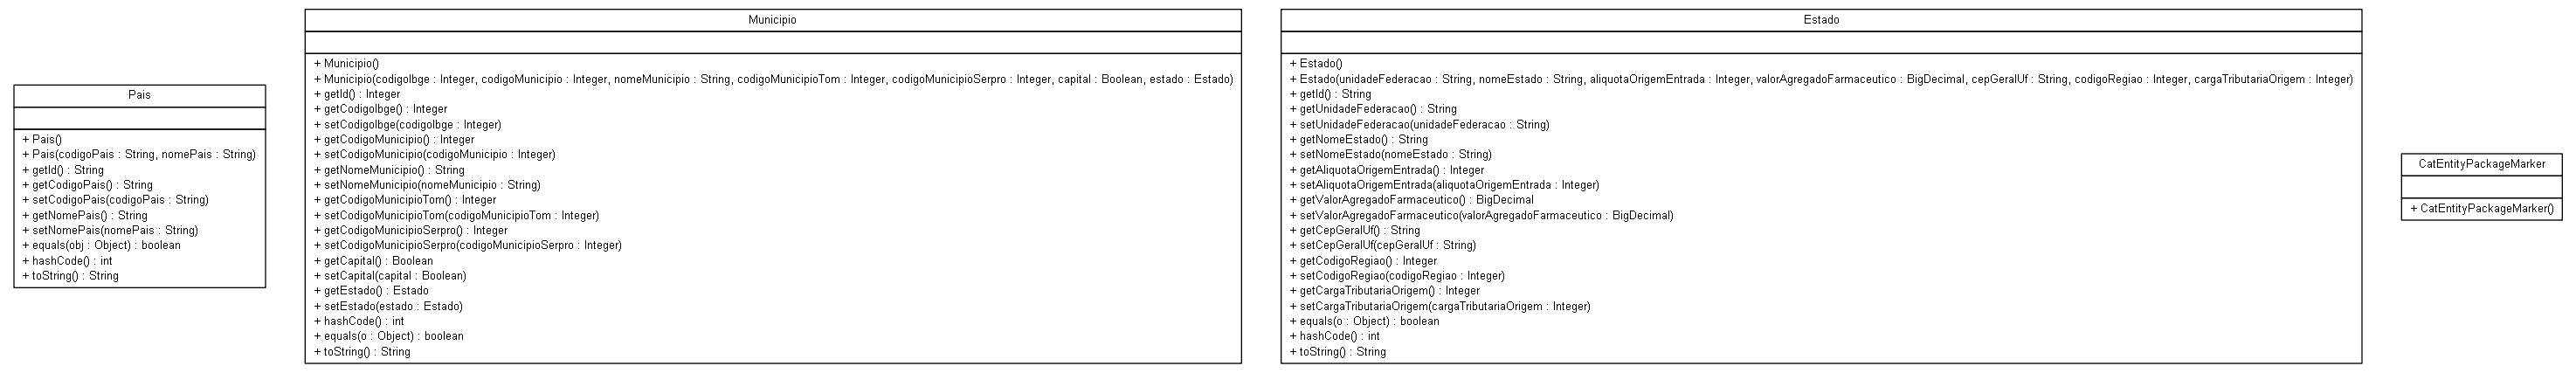 Pais
+ Pais()
+ Pais(codigoPais : String, nomePais : String)
+ getId() : String
+ getCodigoPais() : String
+ setCodigoPais(codigoPais : String)
+ getNomePais() : String
+ setNomePais(nomePais : String)
+ equals(obj : Object) : boolean
+ hashCode() : int
+ toString() : String
Municipio
+ Municipio()
+ Municipio(codigoIbge : Integer, codigoMunicipio : Integer, nomeMunicipio : String, codigoMunicipioTom : Integer, codigoMunicipioSerpro : Integer, capital : Boolean, estado : Estado)
+ getId() : Integer
+ getCodigoIbge() : Integer
+ setCodigoIbge(codigoIbge : Integer)
+ getCodigoMunicipio() : Integer
+ setCodigoMunicipio(codigoMunicipio : Integer)
+ getNomeMunicipio() : String
+ setNomeMunicipio(nomeMunicipio : String)
+ getCodigoMunicipioTom() : Integer
+ setCodigoMunicipioTom(codigoMunicipioTom : Integer)
+ getCodigoMunicipioSerpro() : Integer
+ setCodigoMunicipioSerpro(codigoMunicipioSerpro : Integer)
+ getCapital() : Boolean
+ setCapital(capital : Boolean)
+ getEstado() : Estado
+ setEstado(estado : Estado)
+ hashCode() : int
+ equals(o : Object) : boolean
+ toString() : String
Estado
+ Estado()
+ Estado(unidadeFederacao : String, nomeEstado : String, aliquotaOrigemEntrada : Integer, valorAgregadoFarmaceutico : BigDecimal, cepGeralUf : String, codigoRegiao : Integer, cargaTributariaOrigem : Integer)
+ getId() : String
+ getUnidadeFederacao() : String
+ setUnidadeFederacao(unidadeFederacao : String)
+ getNomeEstado() : String
+ setNomeEstado(nomeEstado : String)
+ getAliquotaOrigemEntrada() : Integer
+ setAliquotaOrigemEntrada(aliquotaOrigemEntrada : Integer)
+ getValorAgregadoFarmaceutico() : BigDecimal
+ setValorAgregadoFarmaceutico(valorAgregadoFarmaceutico : BigDecimal)
+ getCepGeralUf() : String
+ setCepGeralUf(cepGeralUf : String)
+ getCodigoRegiao() : Integer
+ setCodigoRegiao(codigoRegiao : Integer)
+ getCargaTributariaOrigem() : Integer
+ setCargaTributariaOrigem(cargaTributariaOrigem : Integer)
+ equals(o : Object) : boolean
+ hashCode() : int
+ toString() : String
CatEntityPackageMarker
+ CatEntityPackageMarker()